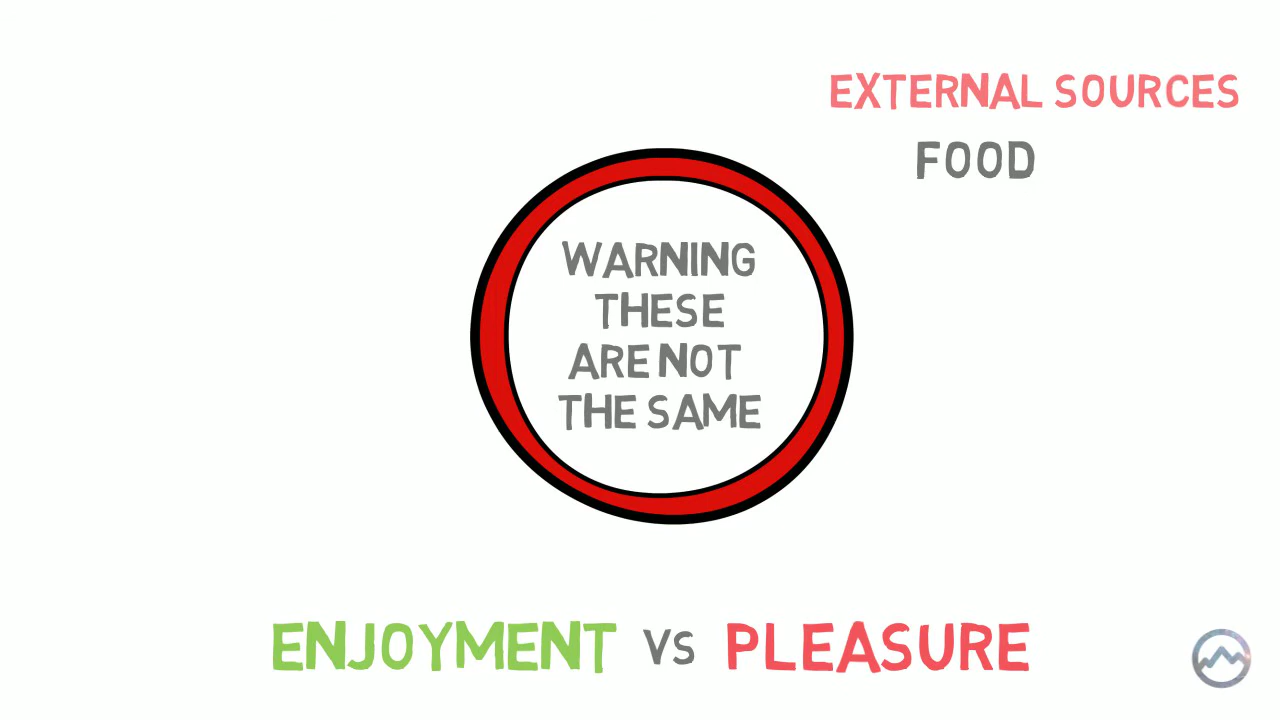 EXTERNAL SOURCES
FOOD
WARNING
THESE
ARE NOT
THE SAME
ENJOYMENT VS PLEASURE